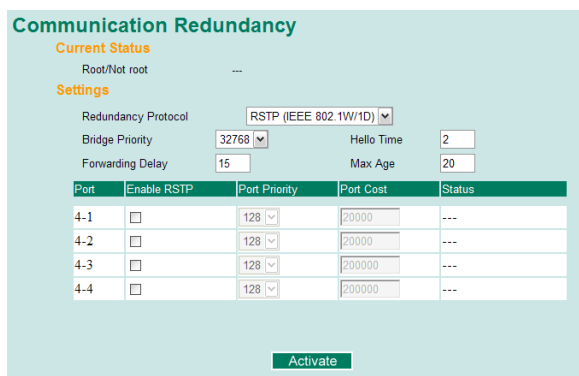 Communication Redundancy
Current Status
Root/Not root ---
Settings
Redundancy Protocol RSTP (IEEE 802.1W/1D)
Bridge Priority 32768 Hello Time 2
Forwarding Delay 15 Max Age 20
Port Enable RSTP Port Priority Port Cost Status
4-1 128 20000 ---
4-2 128 20000 ---
4-3 128 200000 ---
4-4 128 200000 ---
Activate